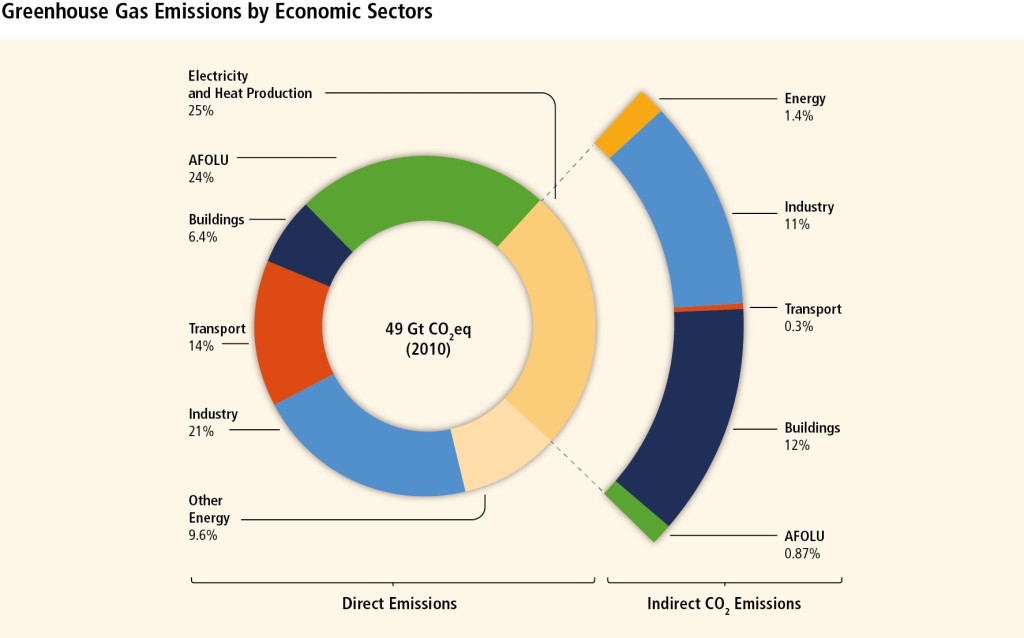 Greenhouse Gas Emissions by Economic Sectors
Electricity
and Heat Production
25%
AFOLU
24%
Buildings
6.4%
Transport
14%
Industry
21%
Other
Energy
9.6%
49 Gt CO2eq
(2010)
Energy
1.4%
Industry
11%
Transport
0.3%
Buildings
12%
AFOLU
0.87%
Direct Emissions
Indirect CO2 Emissions